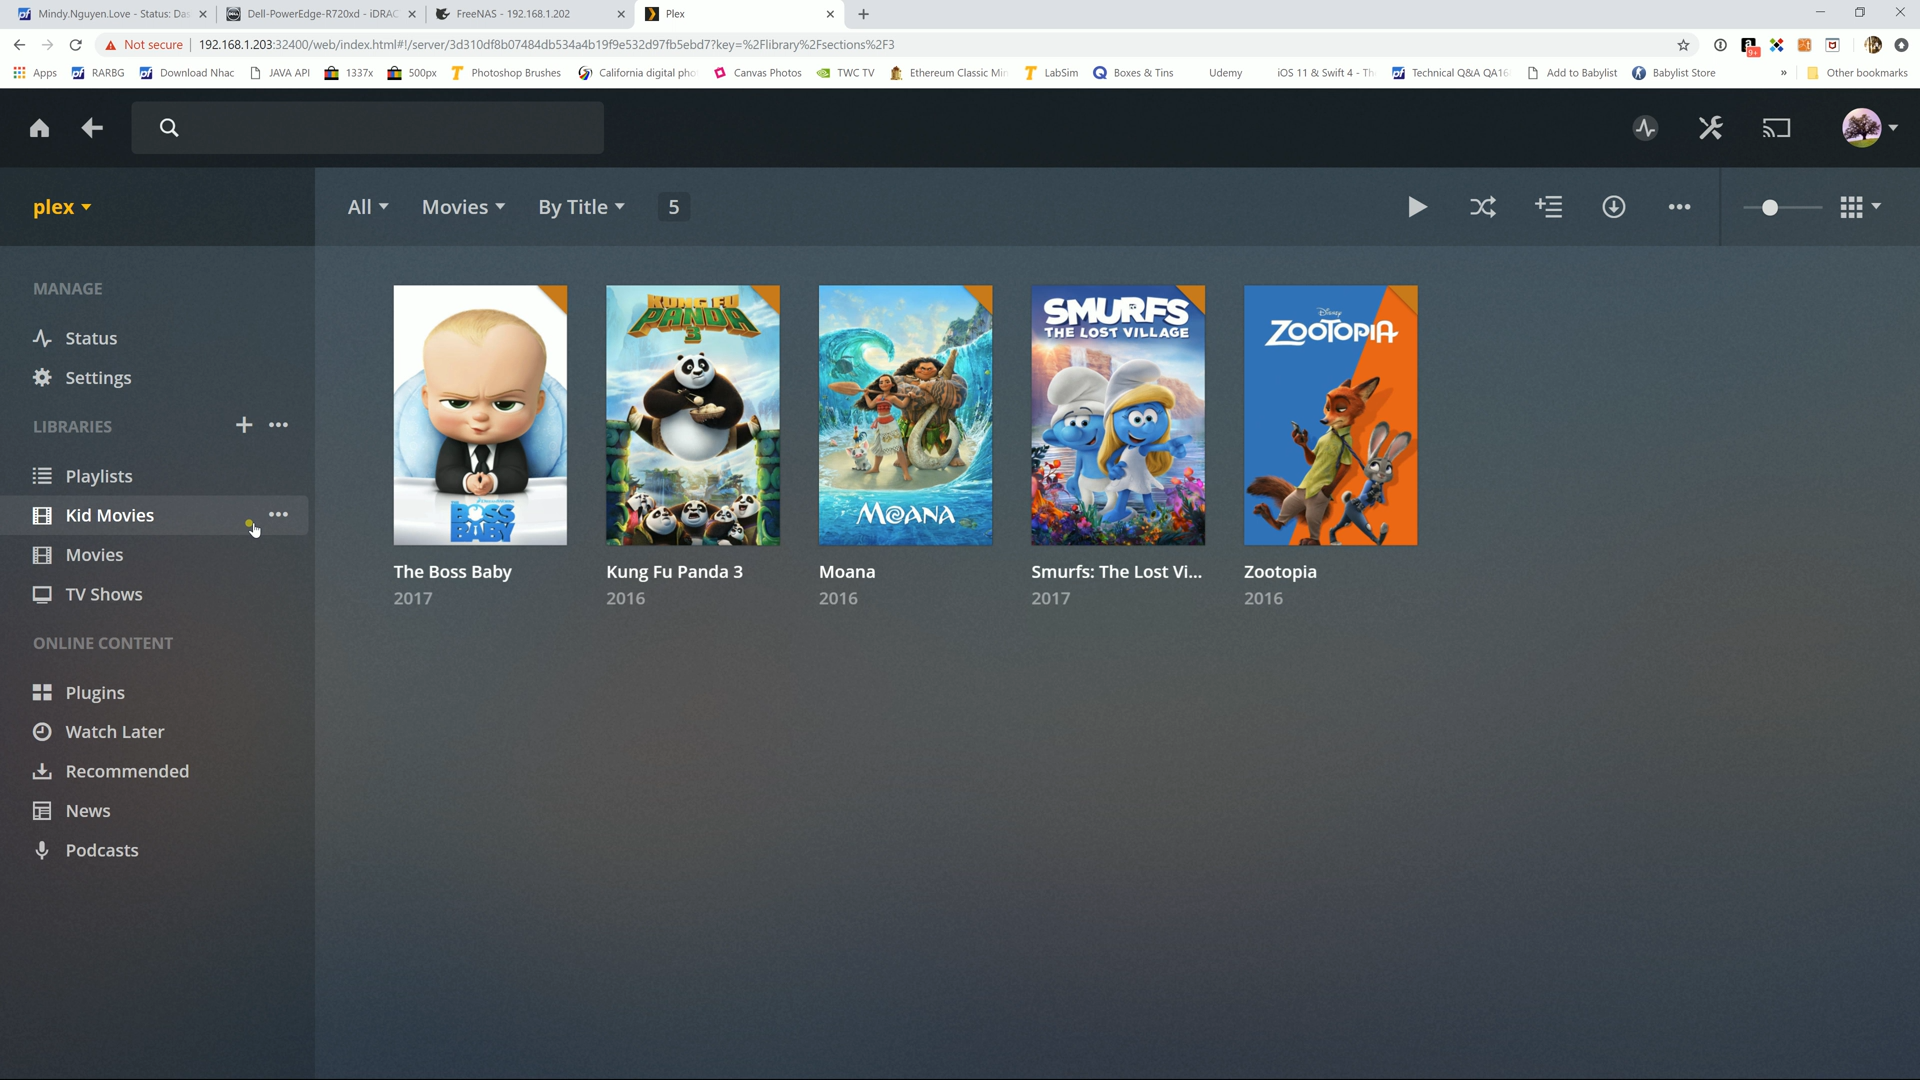 Mindy.Nguyen.Love - Status: Das
Dell-PowerEdge-R720xd - iDRAC
FreeNAS - 192.168.1.202
Plex
Not secure
192.168.1.203:32400/web/index.html#!/server/3d310df8b07484db534a4b19f9e532d97fb5ebd7?key=%2Flibrary%2Fsections%2F3
Apps
RARBG
Download Nhac
JAVA API
1337x
500px
Photoshop Brushes
California digital pho
Canvas Photos
TWC TV
Ethereum Classic Min
LabSim
Boxes & Tins
Udemy
iOS 11 & Swift 4 - Th
Technical Q&A QA16
Add to Babylist
Babylist Store
»
Other bookmarks
plex
All
Movies
By Title
5
MANAGE
Status
Settings
LIBRARIES
Playlists
Kid Movies
Movies
TV Shows
ONLINE CONTENT
Plugins
Watch Later
Recommended
News
Podcasts
BOSS
BABY
The Boss Baby
2017
KUNG FU
PANDA
3
Kung Fu Panda 3
2016
MOANA
Moana
2016
SMURFS
THE LOST VILLAGE
Smurfs: The Lost Vi...
2017
Disney
ZOOTOPIA
Zootopia
2016